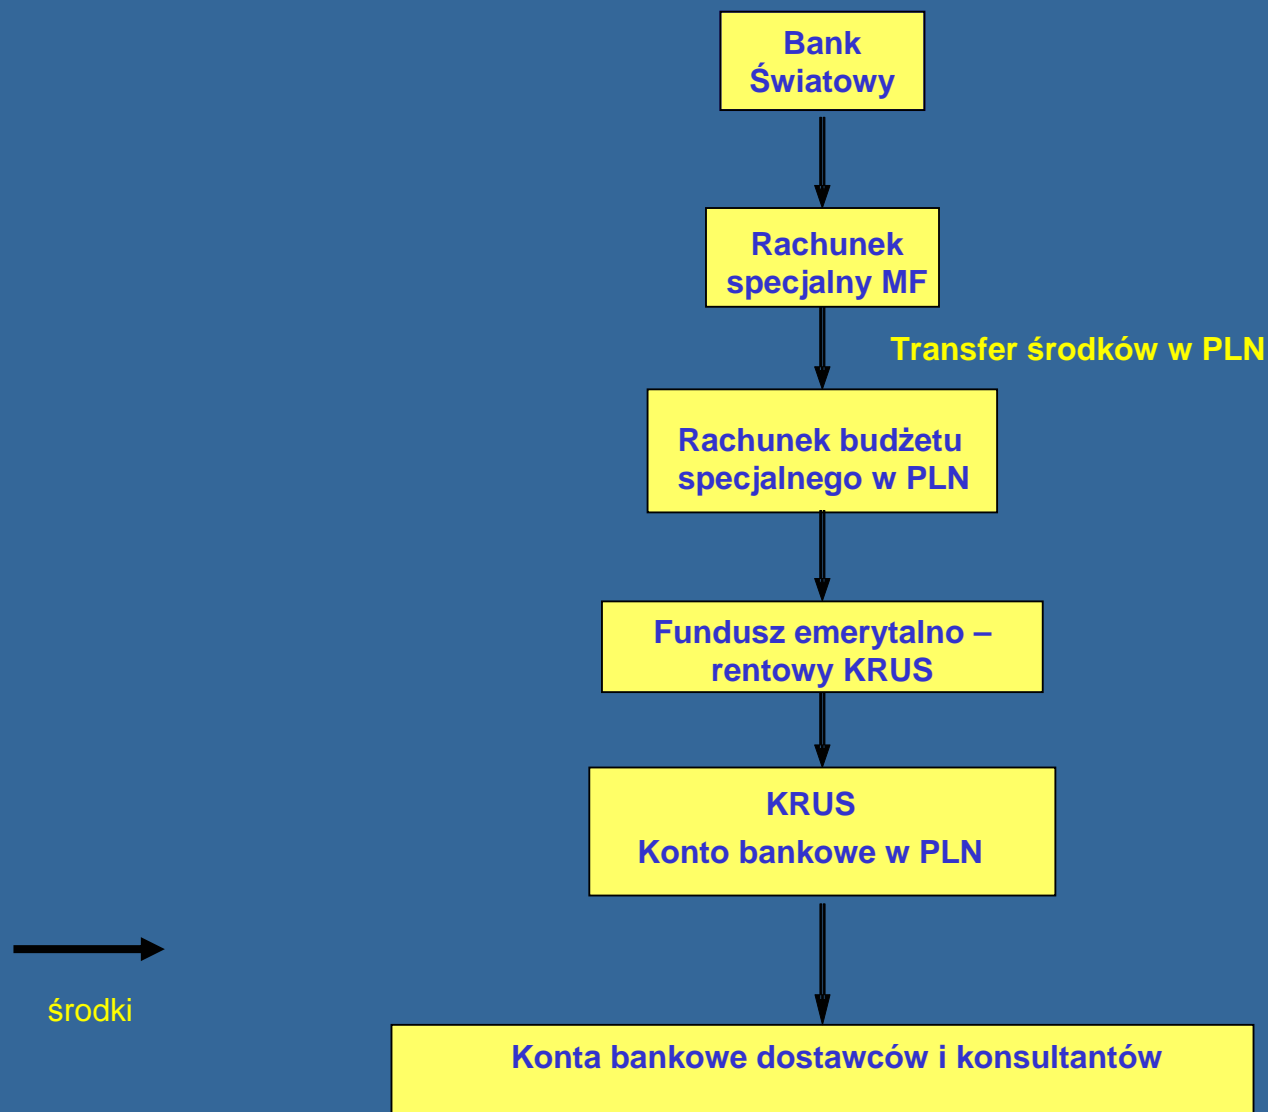 Bank
Światowy
Rachunek
specjalny MF
Transfer środków w PLN
Rachunek budżetu
specjalnego w PLN
Fundusz emerytalno –
rentowy KRUS
KRUS
Konto bankowe w PLN
środki
Konta bankowe dostawców i konsultantów